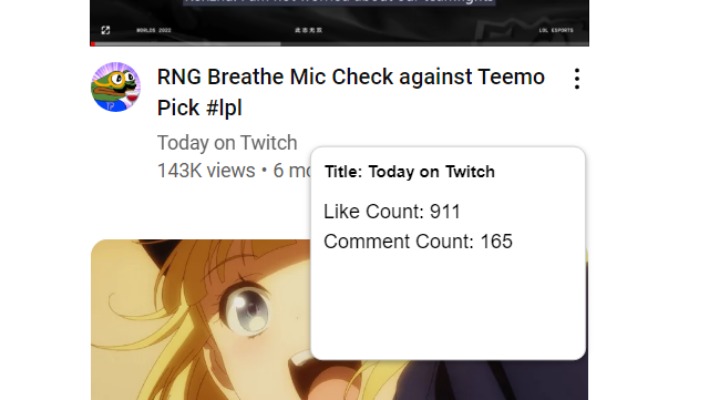 WORLDS 2022
LOL ESPORTS
RNG Breathe Mic Check against Teemo
Pick #lpl
Today on Twitch
143K views • 6 mo
Title: Today on Twitch
Like Count: 911
Comment Count: 165